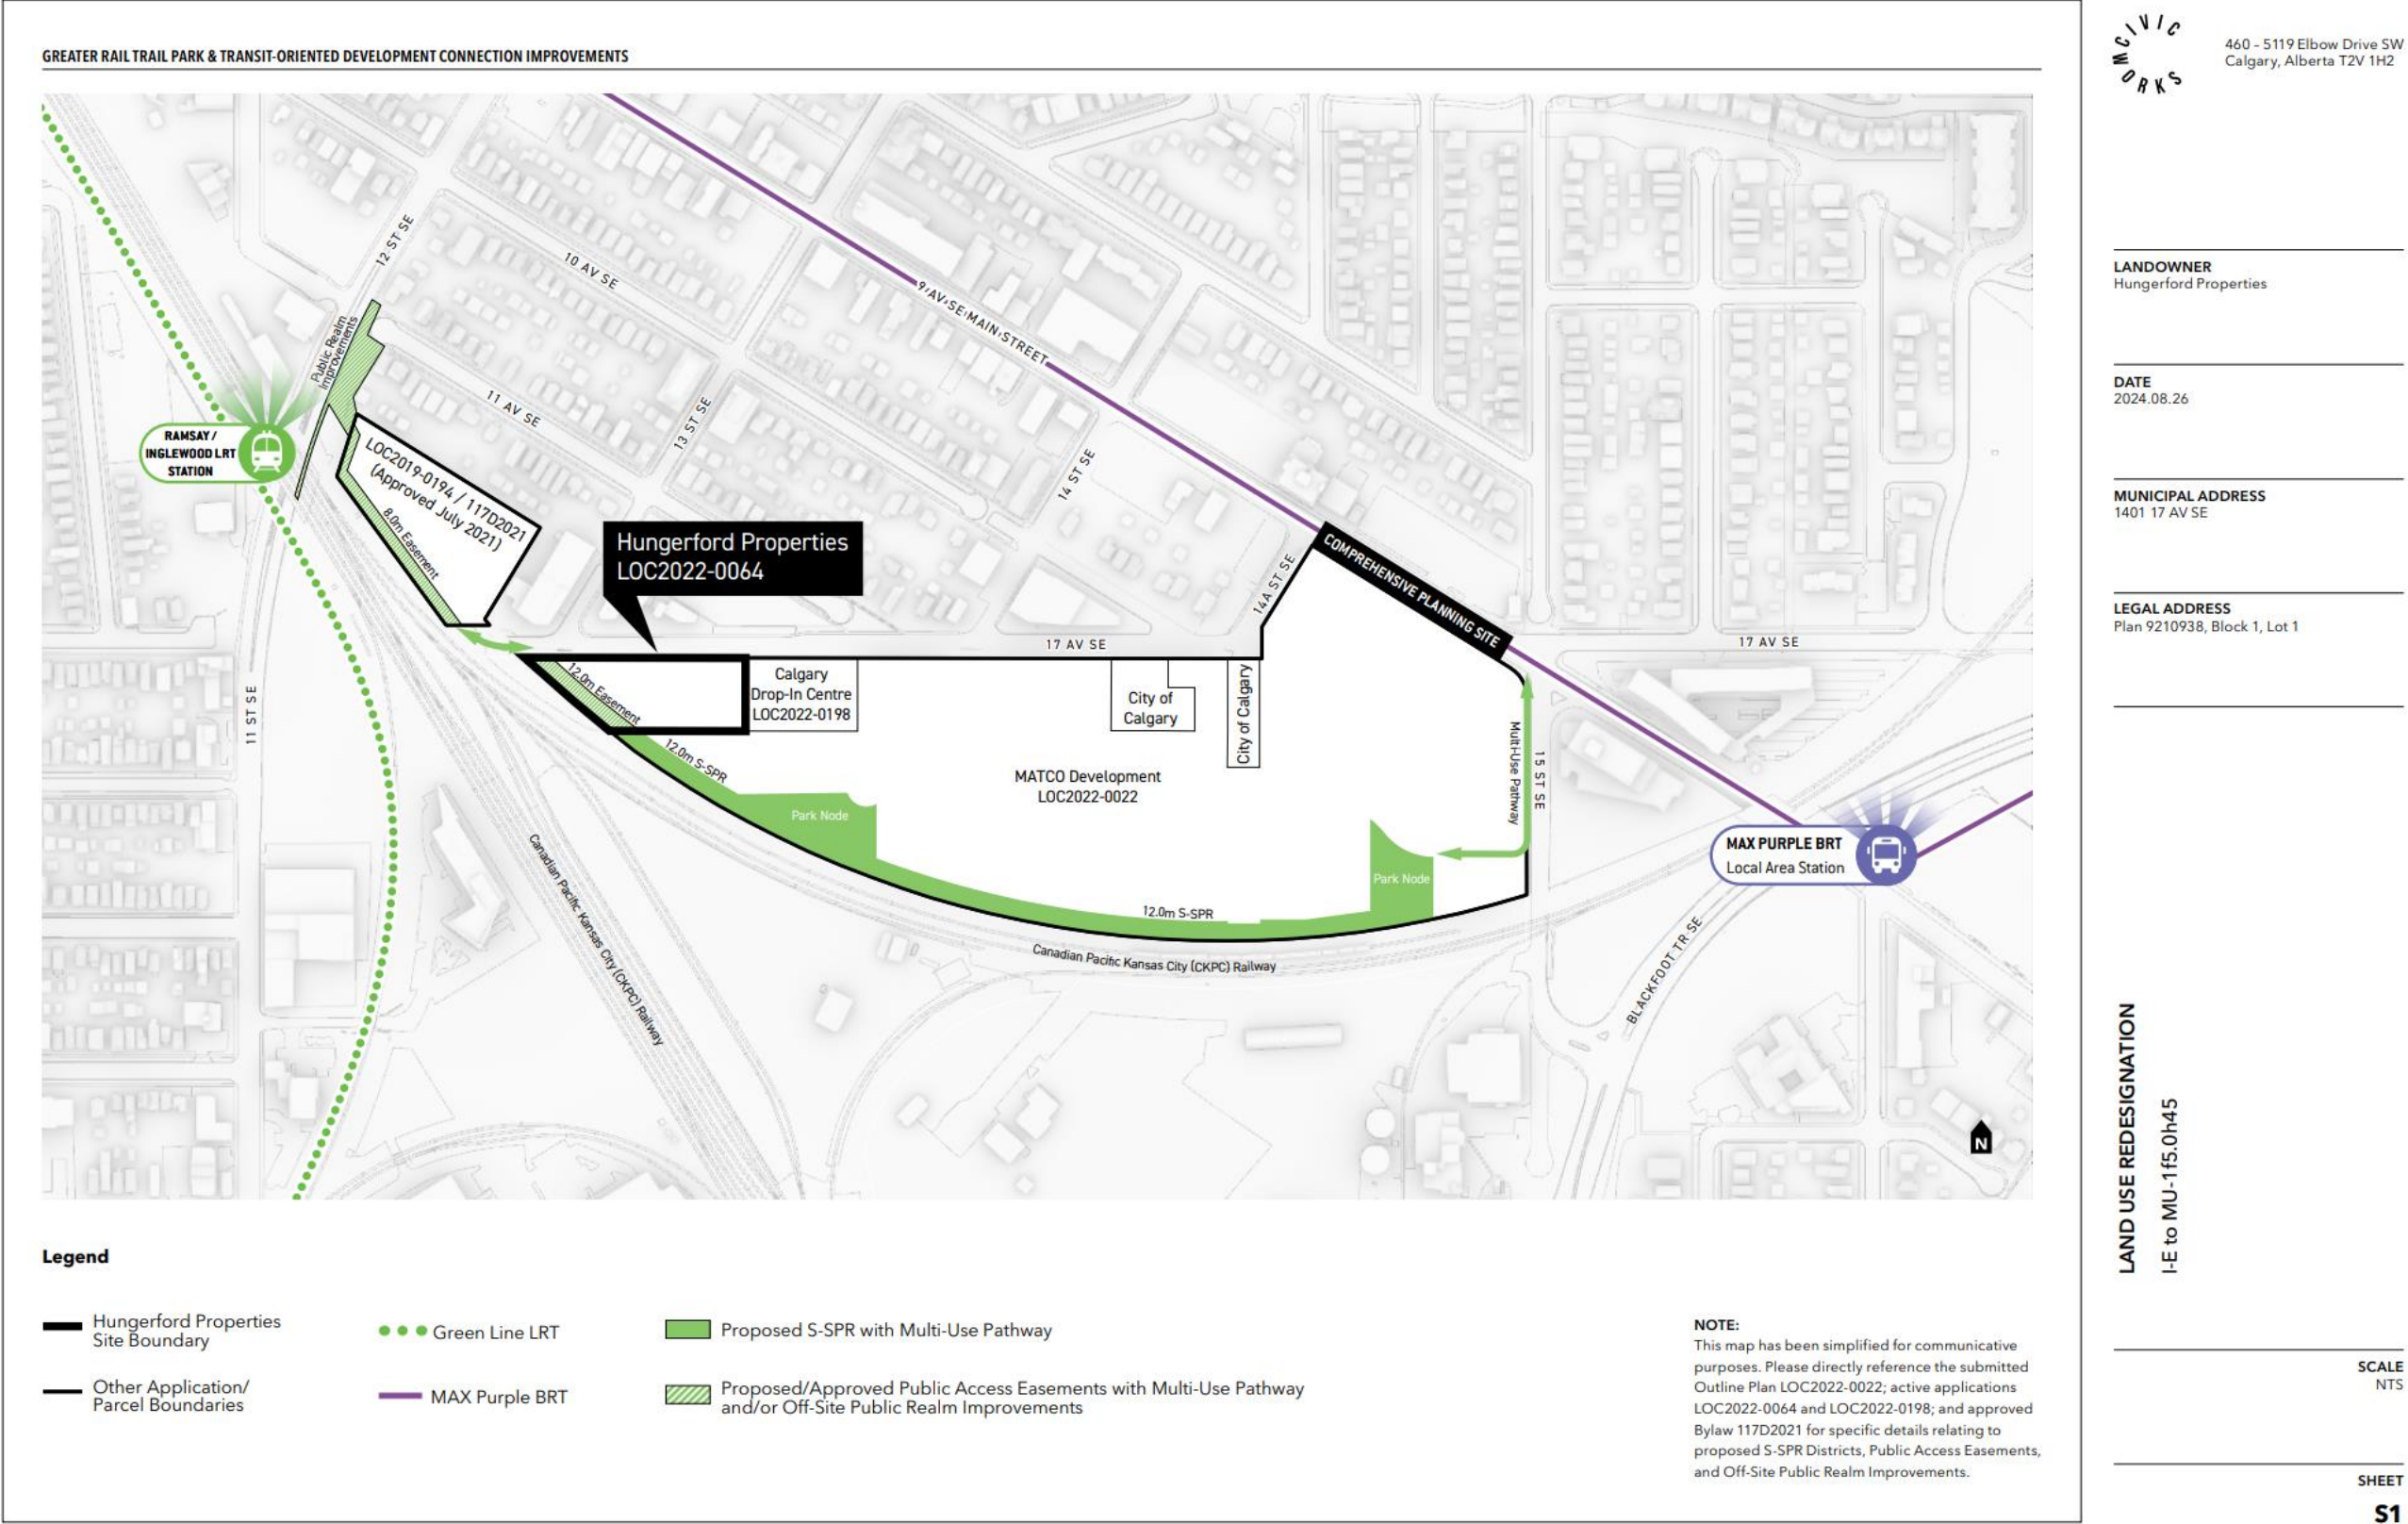 GREATER RAIL TRAIL PARK & TRANSIT-ORIENTED DEVELOPMENT CONNECTION IMPROVEMENTS
12 ST SE
10 AV SE
9 AV SE MAIN STREET
Public Realm
Improvements
11 AV SE
13 ST SE
14 ST SE
RAMSAY /
INGLEWOOD LRT
STATION
LOC2019-0194 / 117D2021
(Approved July 2021)
8.0m Easement
Hungerford Properties
LOC2022-0064
14A ST SE
COMPREHENSIVE PLANNING SITE
17 AV SE
17 AV SE
12.0m Easement
Calgary
Drop-In Centre
LOC2022-0198
City of
Calgary
City of Calgary
11 ST SE
12.0m S-SPR
MATCO Development
LOC2022-0022
Multi-Use Pathway
15 ST SE
Park Node
Park Node
MAX PURPLE BRT
Local Area Station
12.0m S-SPR
Canadian Pacific Kansas City (CKPC) Railway
Canadian Pacific Kansas City (CKPC) Railway
BLACKFOOT TR SE
N
Legend
Hungerford Properties
Site Boundary
Other Application/
Parcel Boundaries
Green Line LRT
MAX Purple BRT
Proposed S-SPR with Multi-Use Pathway
Proposed/Approved Public Access Easements with Multi-Use Pathway
and/or Off-Site Public Realm Improvements
NOTE:
This map has been simplified for communicative
purposes. Please directly reference the submitted
Outline Plan LOC2022-0022; active applications
LOC2022-0064 and LOC2022-0198; and approved
Bylaw 117D2021 for specific details relating to
proposed S-SPR Districts, Public Access Easements,
and Off-Site Public Realm Improvements.
CIVIC
WORKS
460 - 5119 Elbow Drive SW
Calgary, Alberta T2V 1H2
LANDOWNER
Hungerford Properties
DATE
2024.08.26
MUNICIPAL ADDRESS
1401 17 AV SE
LEGAL ADDRESS
Plan 9210938, Block 1, Lot 1
LAND USE REDESIGNATION
I-E to MU-1f5.0h45
SCALE
NTS
SHEET
S1